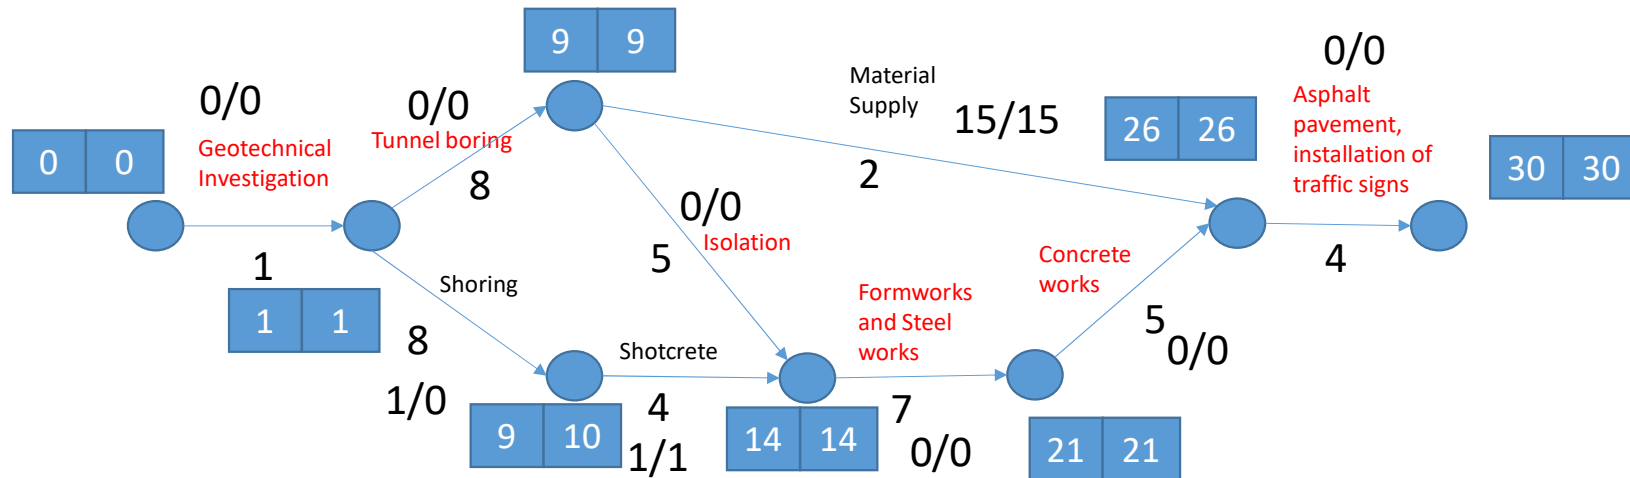 0/0
Geotechnical
Investigation
0 0
1
1 1
0/0
Tunnel boring
8
9 9
Shoring
8
1/0
9 10
Shotcrete
4
1/1
0/0
Isolation
5
14 14
Material
Supply
15/15
2
Formworks
and Steel
works
7
0/0
21 21
Concrete
works
5
0/0
26 26
0/0
Asphalt
pavement,
installation of
traffic signs
4
30 30